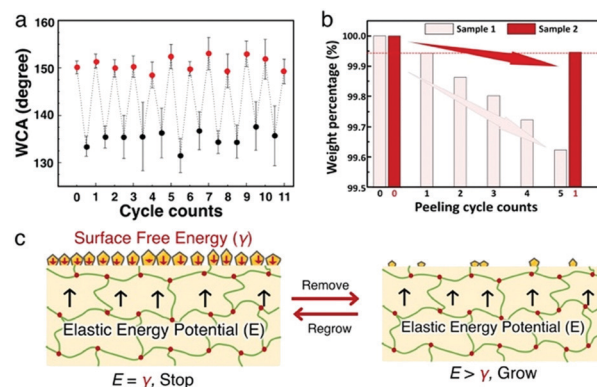 a
WCA (degree)
160
150
140
130
0 1 2 3 4 5 6 7 8 9 10 11
Cycle counts
b
Weight percentage (%)
100.0
99.9
99.8
99.7
99.6
99.5
Sample 1 Sample 2
0 0 1 2 3 4 5 1
Peeling cycle counts
c
Surface Free Energy (γ)
Elastic Energy Potential (E)
E = γ, Stop
Remove
Regrow
Elastic Energy Potential (E)
E > γ, Grow